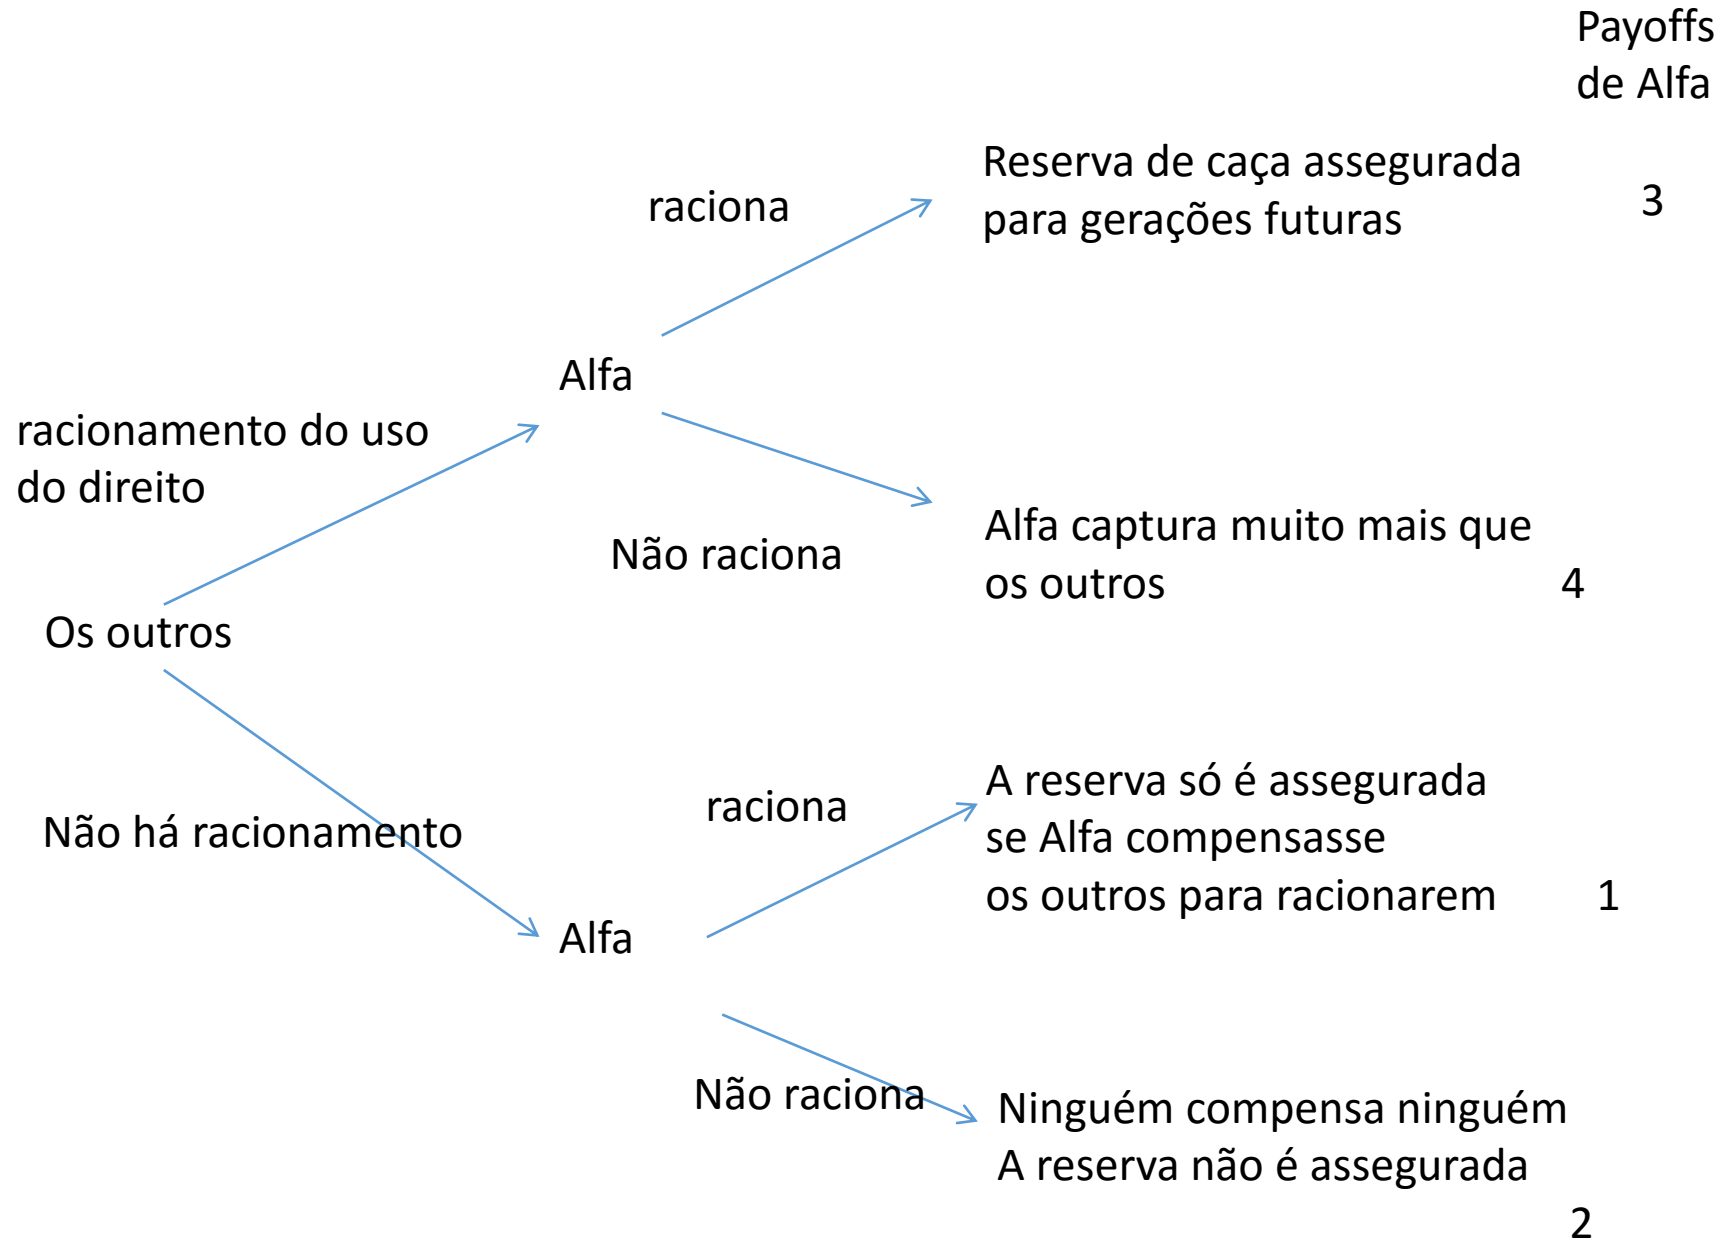 Payoffs
de Alfa
Reserva de caça assegurada
para gerações futuras
3
raciona
Alfa
racionamento do uso
do direito
Não raciona
Alfa captura muito mais que
os outros
4
Os outros
A reserva só é assegurada
se Alfa compensasse
os outros para racionarem
1
raciona
Não há racionamento
Alfa
Não raciona
Ninguém compensa ninguém
A reserva não é assegurada
2